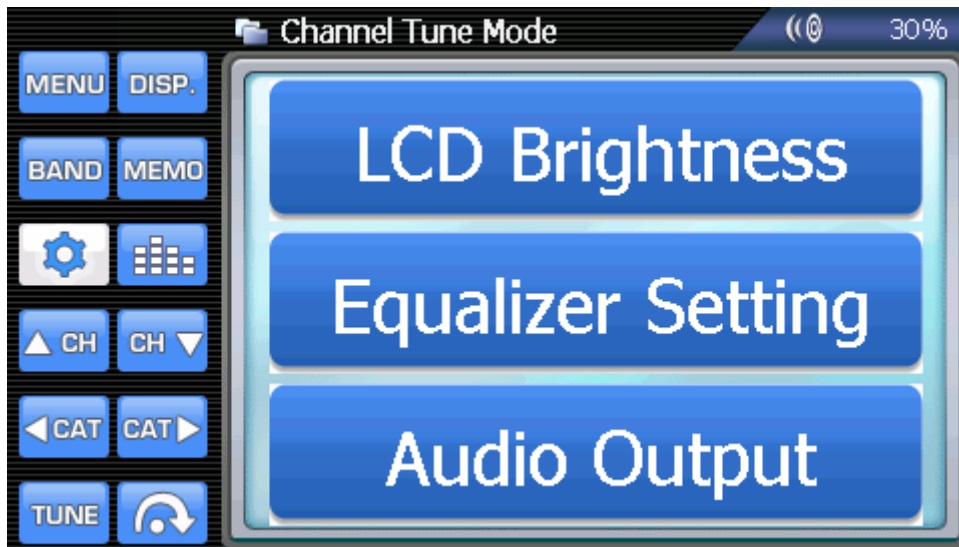 Channel Tune Mode 30%
MENU DISP.
BAND MEMO
CH CH
CAT CAT
TUNE
LCD Brightness
Equalizer Setting
Audio Output